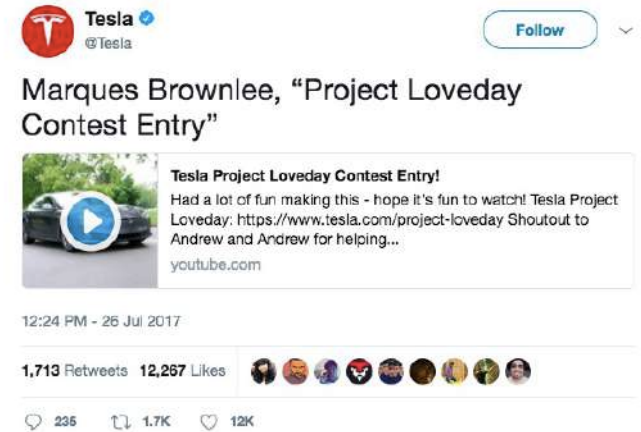 Tesla
@Tesla
Follow
Marques Brownlee, “Project Loveday
Contest Entry”
Tesla Project Loveday Contest Entry!
Had a lot of fun making this - hope it's fun to watch! Tesla Project
Loveday: https://www.tesla.com/project-loveday Shoutout to
Andrew and Andrew for helping...
youtube.com
12:24 PM - 26 Jul 2017
1,713 Retweets 12,267 Likes
235 1.7K 12K